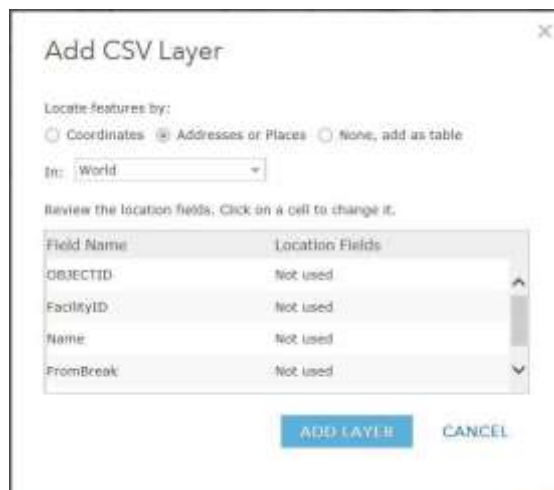 Add CSV Layer
Locate features by:
Coordinates Addresses or Places None, add as table
In: World
Review the location fields. Click on a cell to change it.
Field Name Location Fields
OBJECTID Not used
FacilityID Not used
Name Not used
FromBreak Not used
ADD LAYER CANCEL